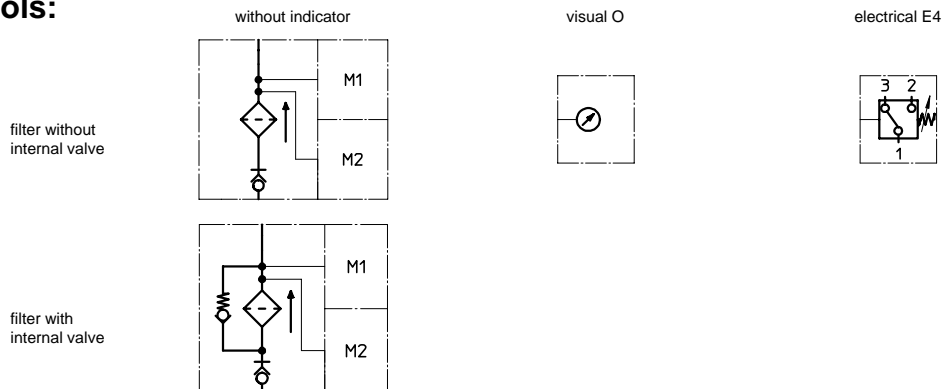 ols:
without indicator
visual O
electrical E4
M1
3 2
filter without
internal valve
M2
1
M1
filter with
internal valve
M2